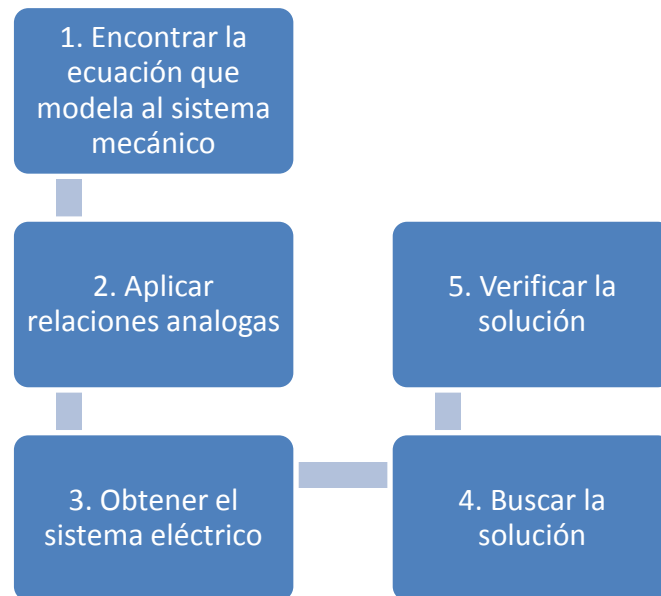 1. Encontrar la
ecuación que
modela al sistema
mecánico
2. Aplicar
relaciones analogas
3. Obtener el
sistema eléctrico
4. Buscar la
solución
5. Verificar la
solución